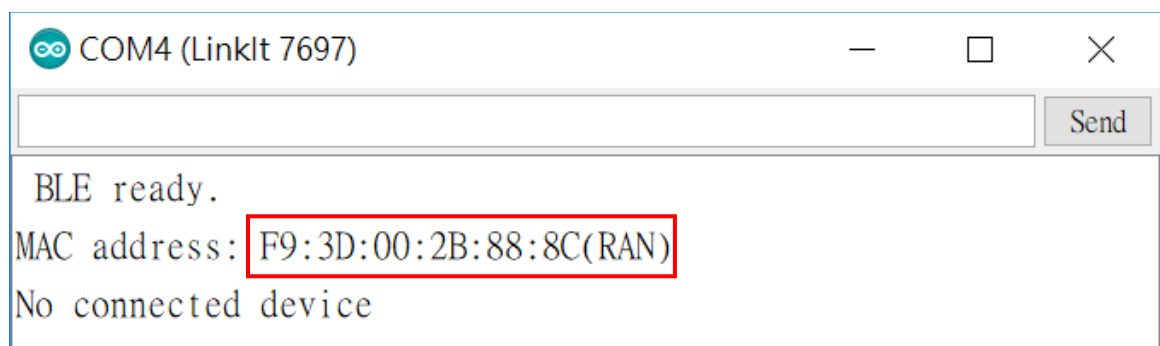 COM4 (LinkIt 7697)
Send
BLE ready.
MAC address: F9:3D:00:2B:88:8C(RAN)
No connected device